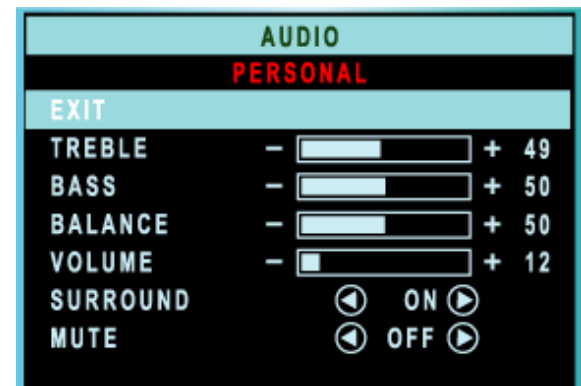 AUDIO
PERSONAL
EXIT
TREBLE - + 49
BASS - + 50
BALANCE - + 50
VOLUME - + 12
SURROUND ON
MUTE OFF